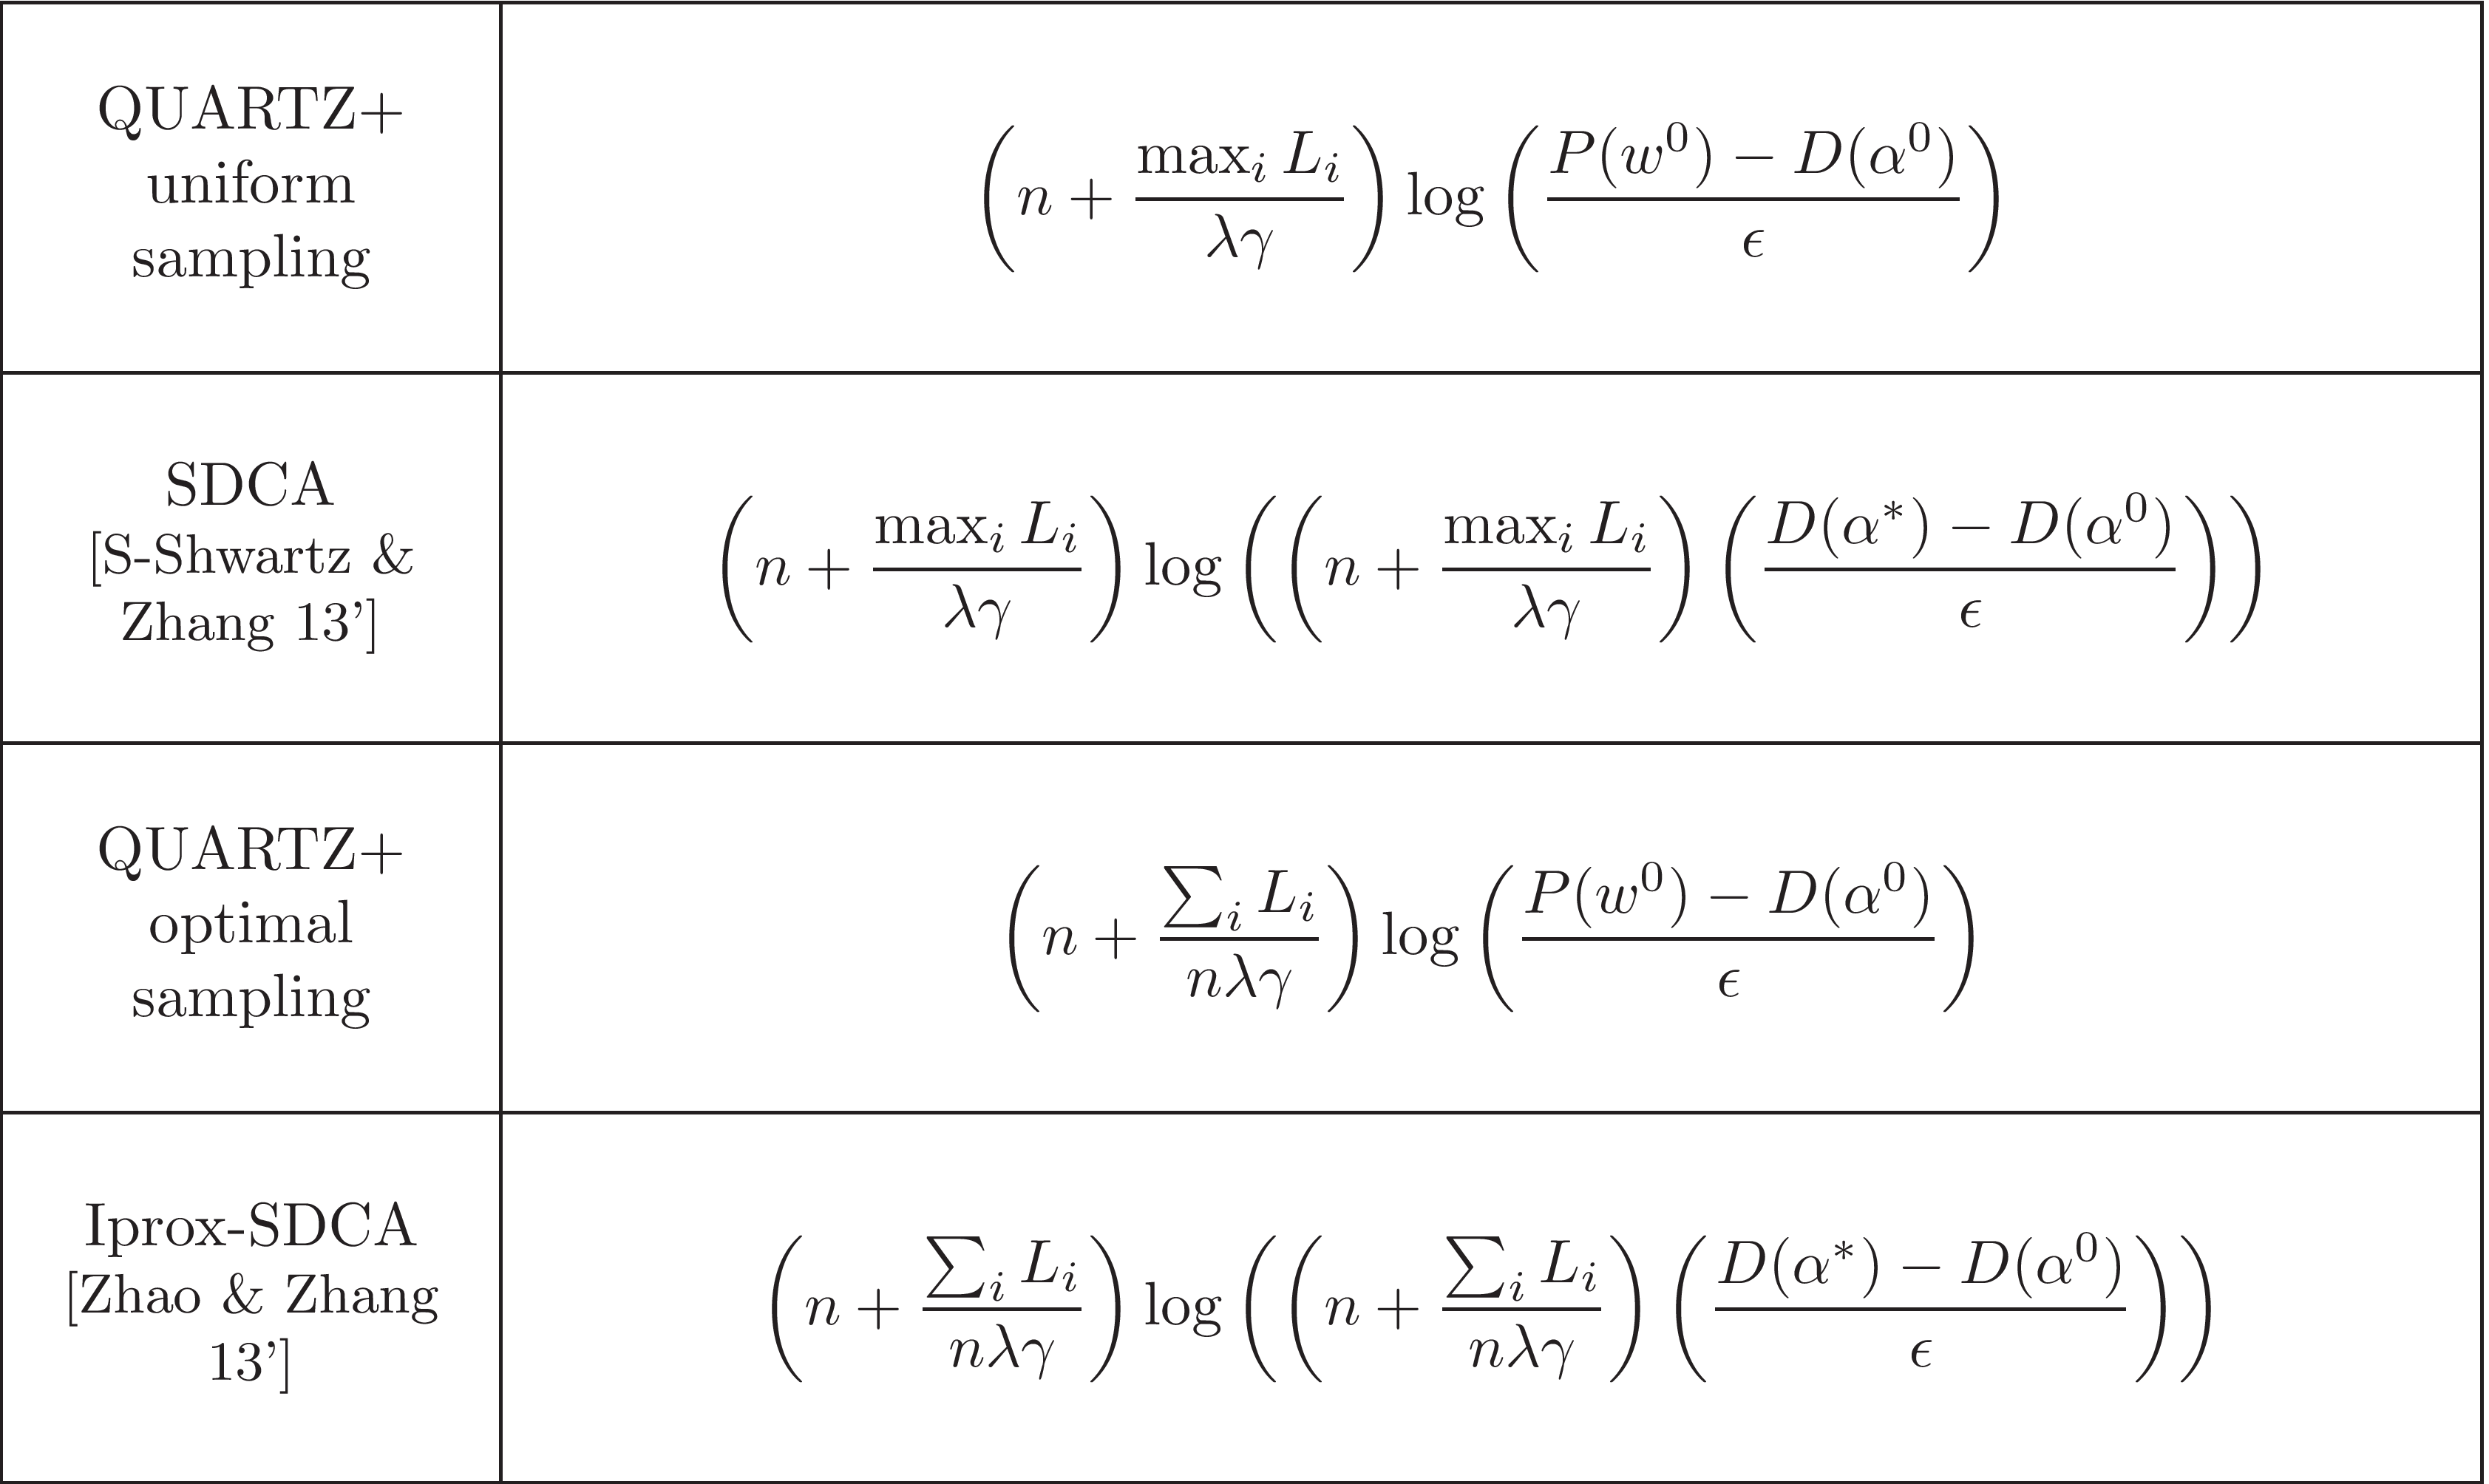 QUARTZ+
uniform
sampling
(n + max_i L_i / λγ) log (P(w^0) − D(α^0) / ϵ)
SDCA
[S-Shwartz &
Zhang 13']
(n + max_i L_i / λγ) log ((n + max_i L_i / λγ) (D(α^*) − D(α^0) / ϵ))
QUARTZ+
optimal
sampling
(n + ∑_i L_i / nλγ) log (P(w^0) − D(α^0) / ϵ)
Iprox-SDCA
[Zhao & Zhang
13']
(n + ∑_i L_i / nλγ) log ((n + ∑_i L_i / nλγ) (D(α^*) − D(α^0) / ϵ))